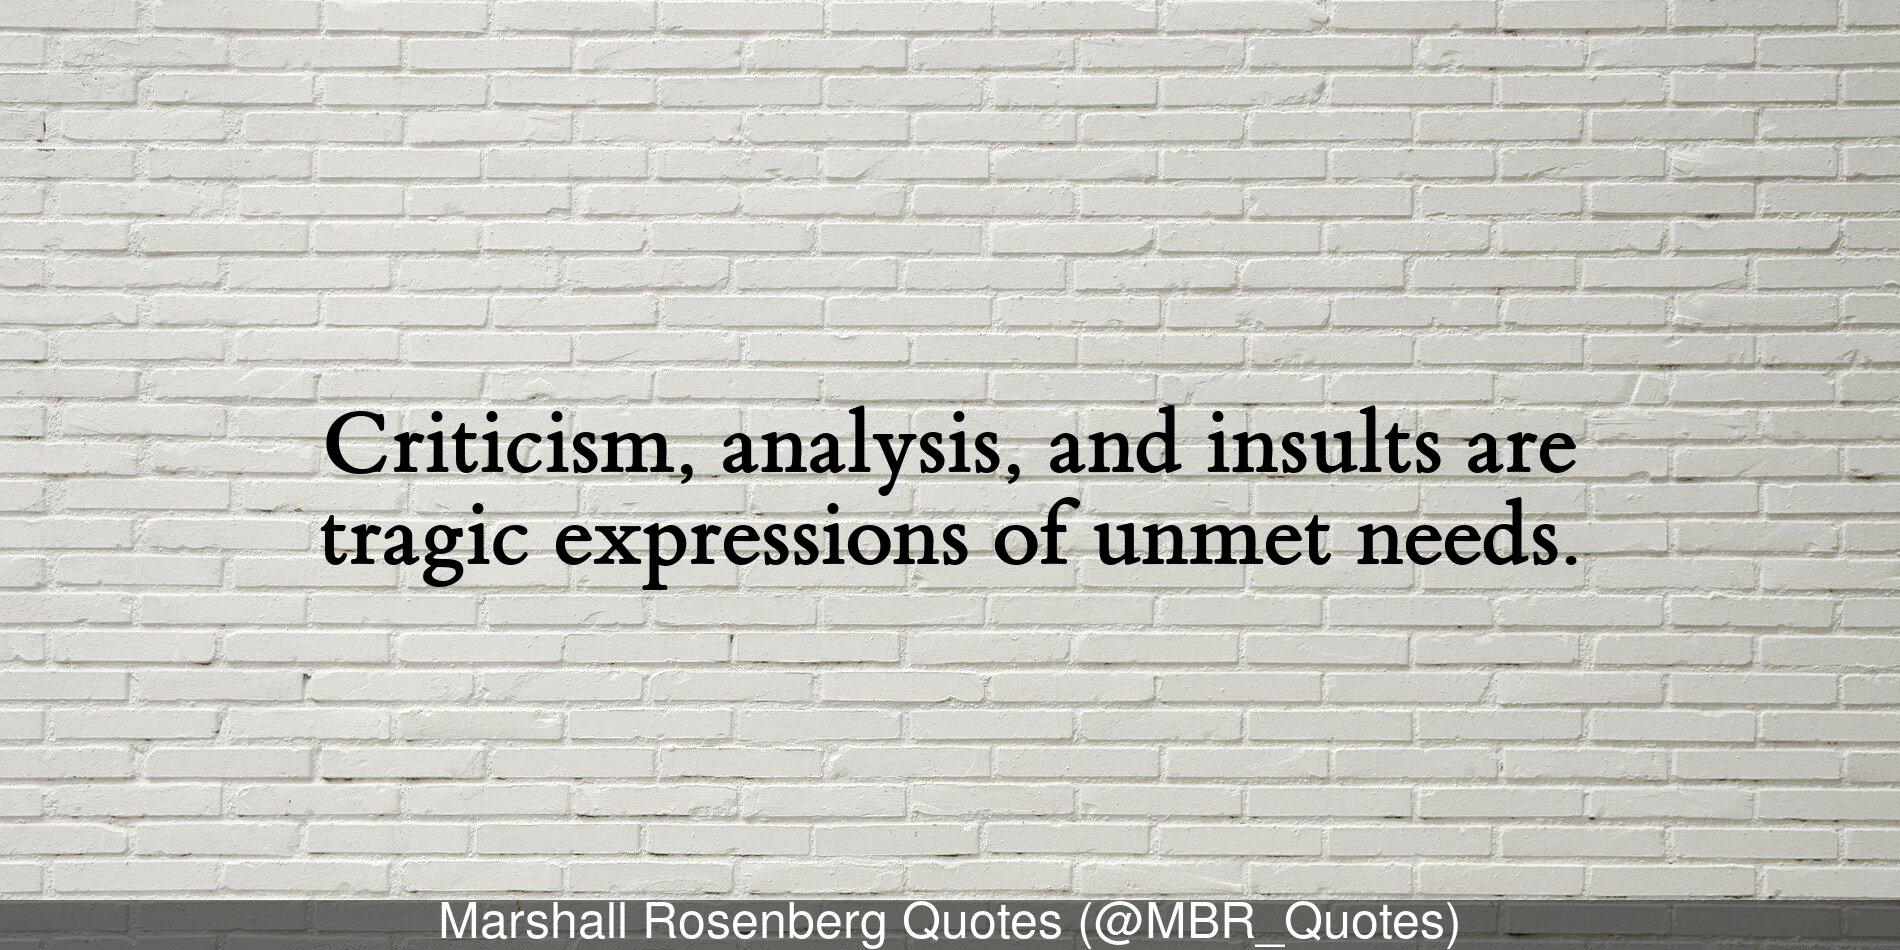 Criticism, analysis, and insults are
tragic expressions of unmet needs.
Marshall Rosenberg Quotes (@MBR_Quotes)